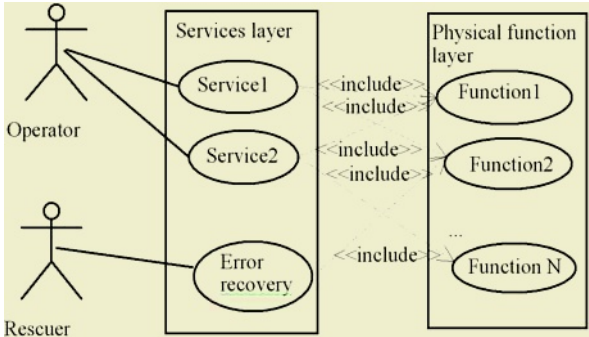 Services layer
Physical function
layer
Operator
Service1
<<include>>
<<include>>
Function1
Service2
<<include>>
<<include>>
Function2
...
Rescuer
Error
recovery
<<include>>
Function N